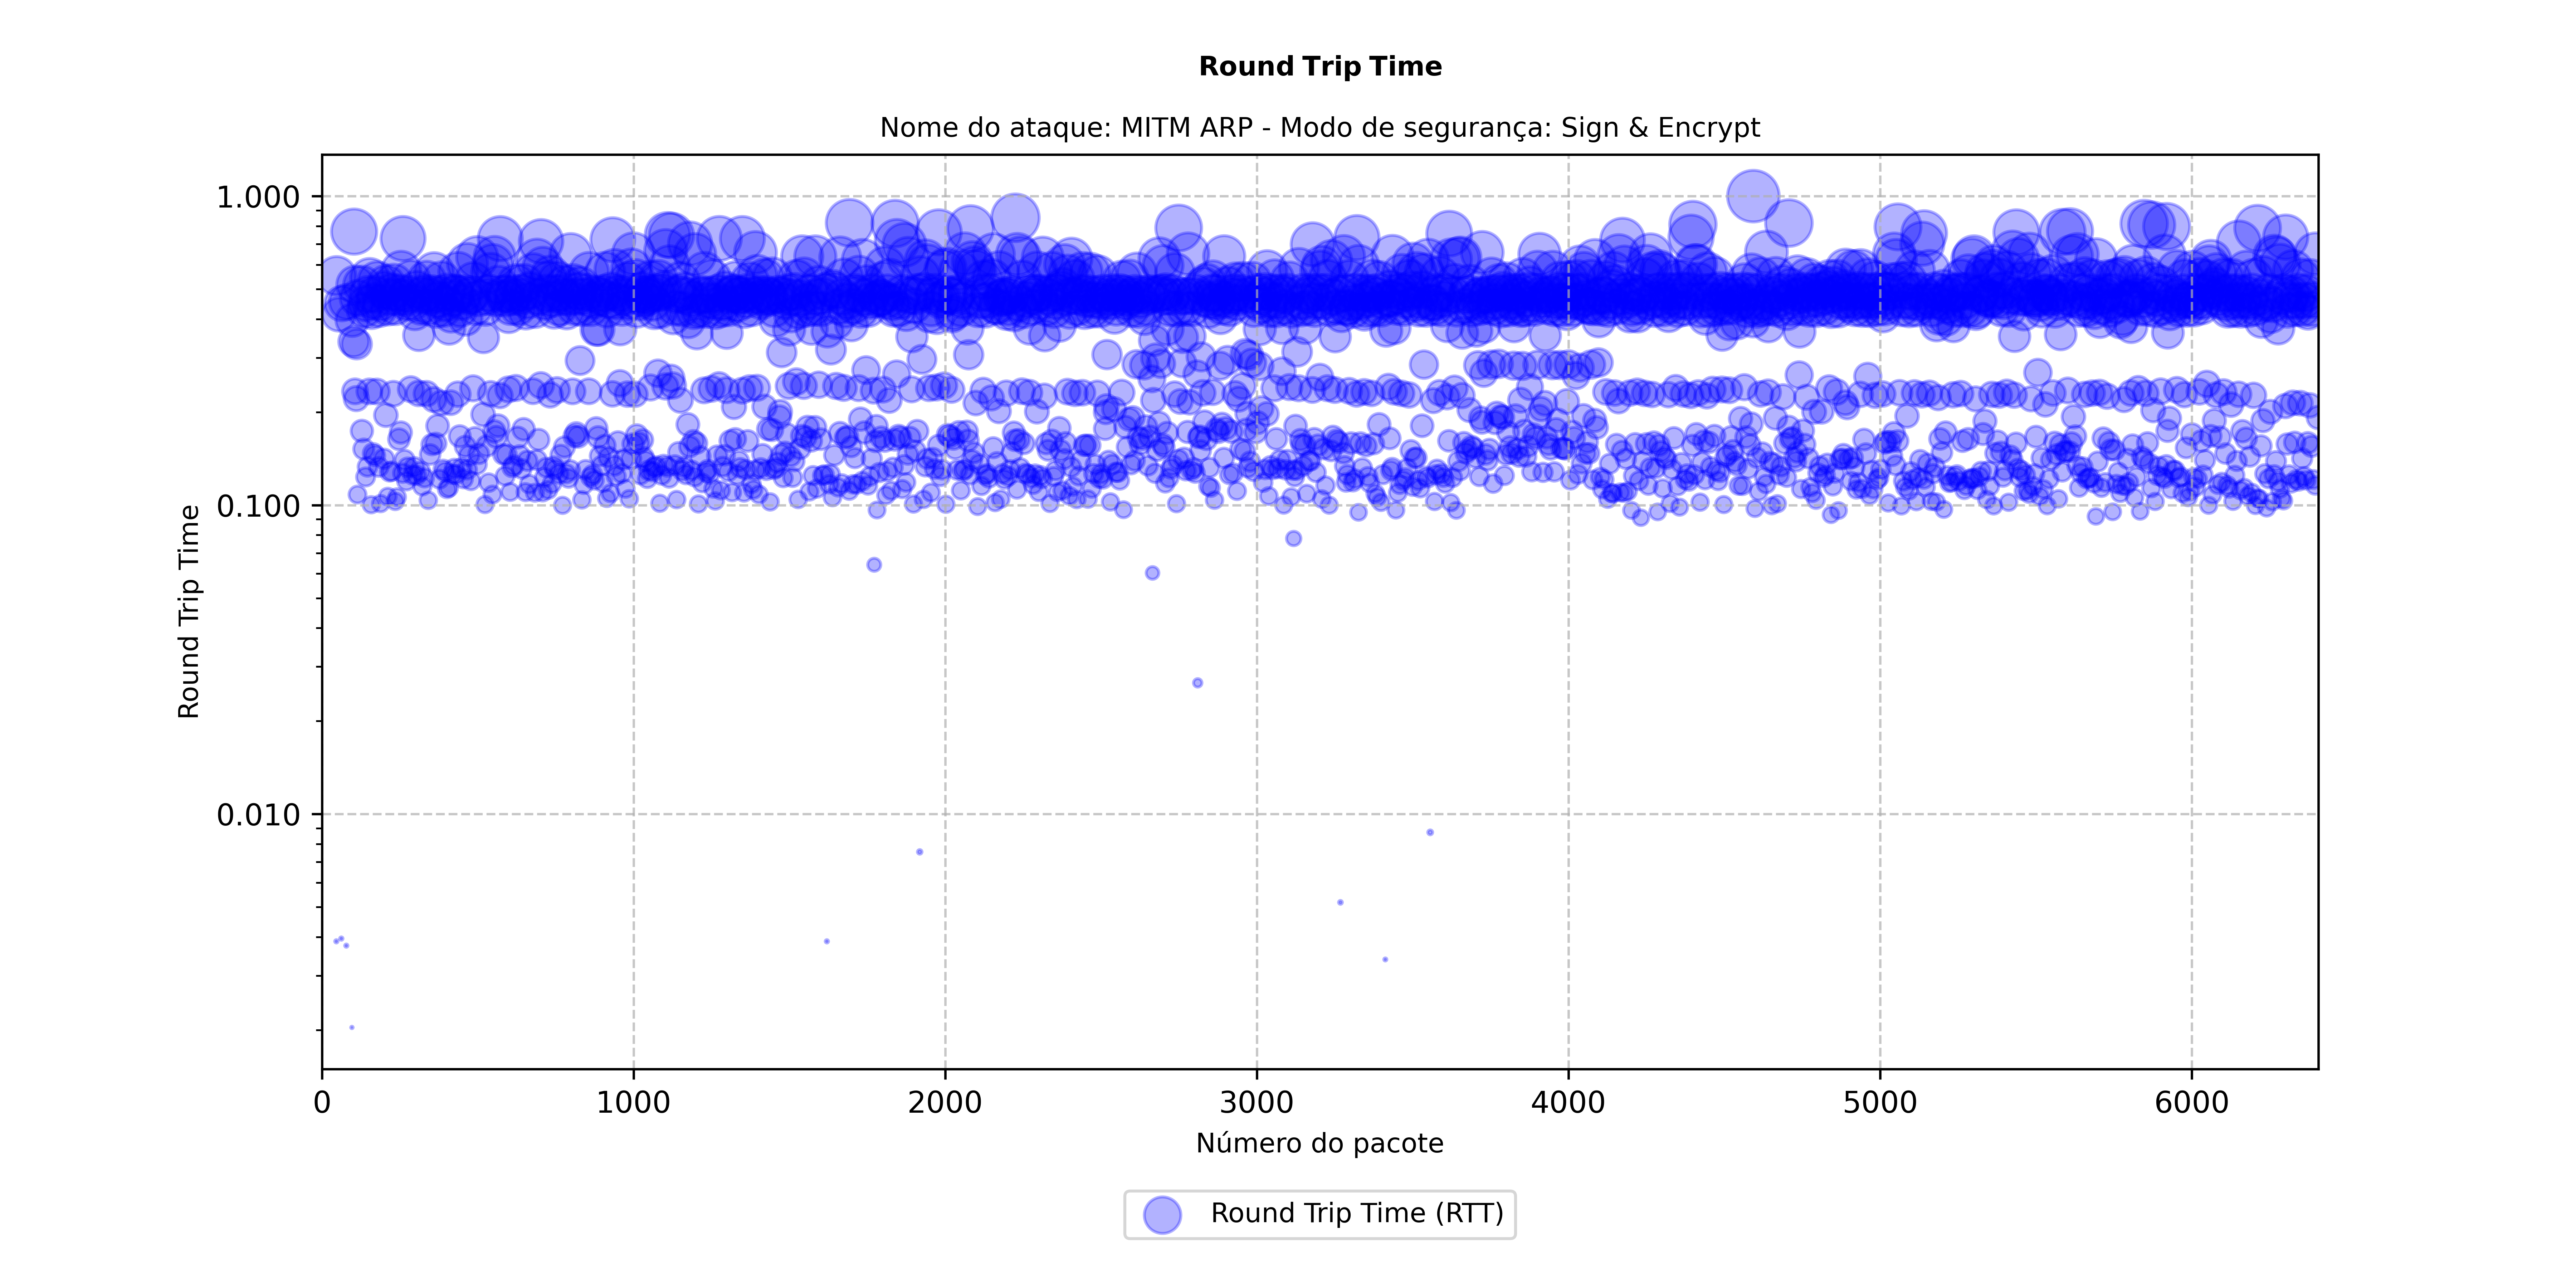 Round Trip Time
Nome do ataque: MITM ARP - Modo de segurança: Sign & Encrypt
1.000
0.100
0.010
Round Trip Time
0 1000 2000 3000 4000 5000 6000
Número do pacote
Round Trip Time (RTT)